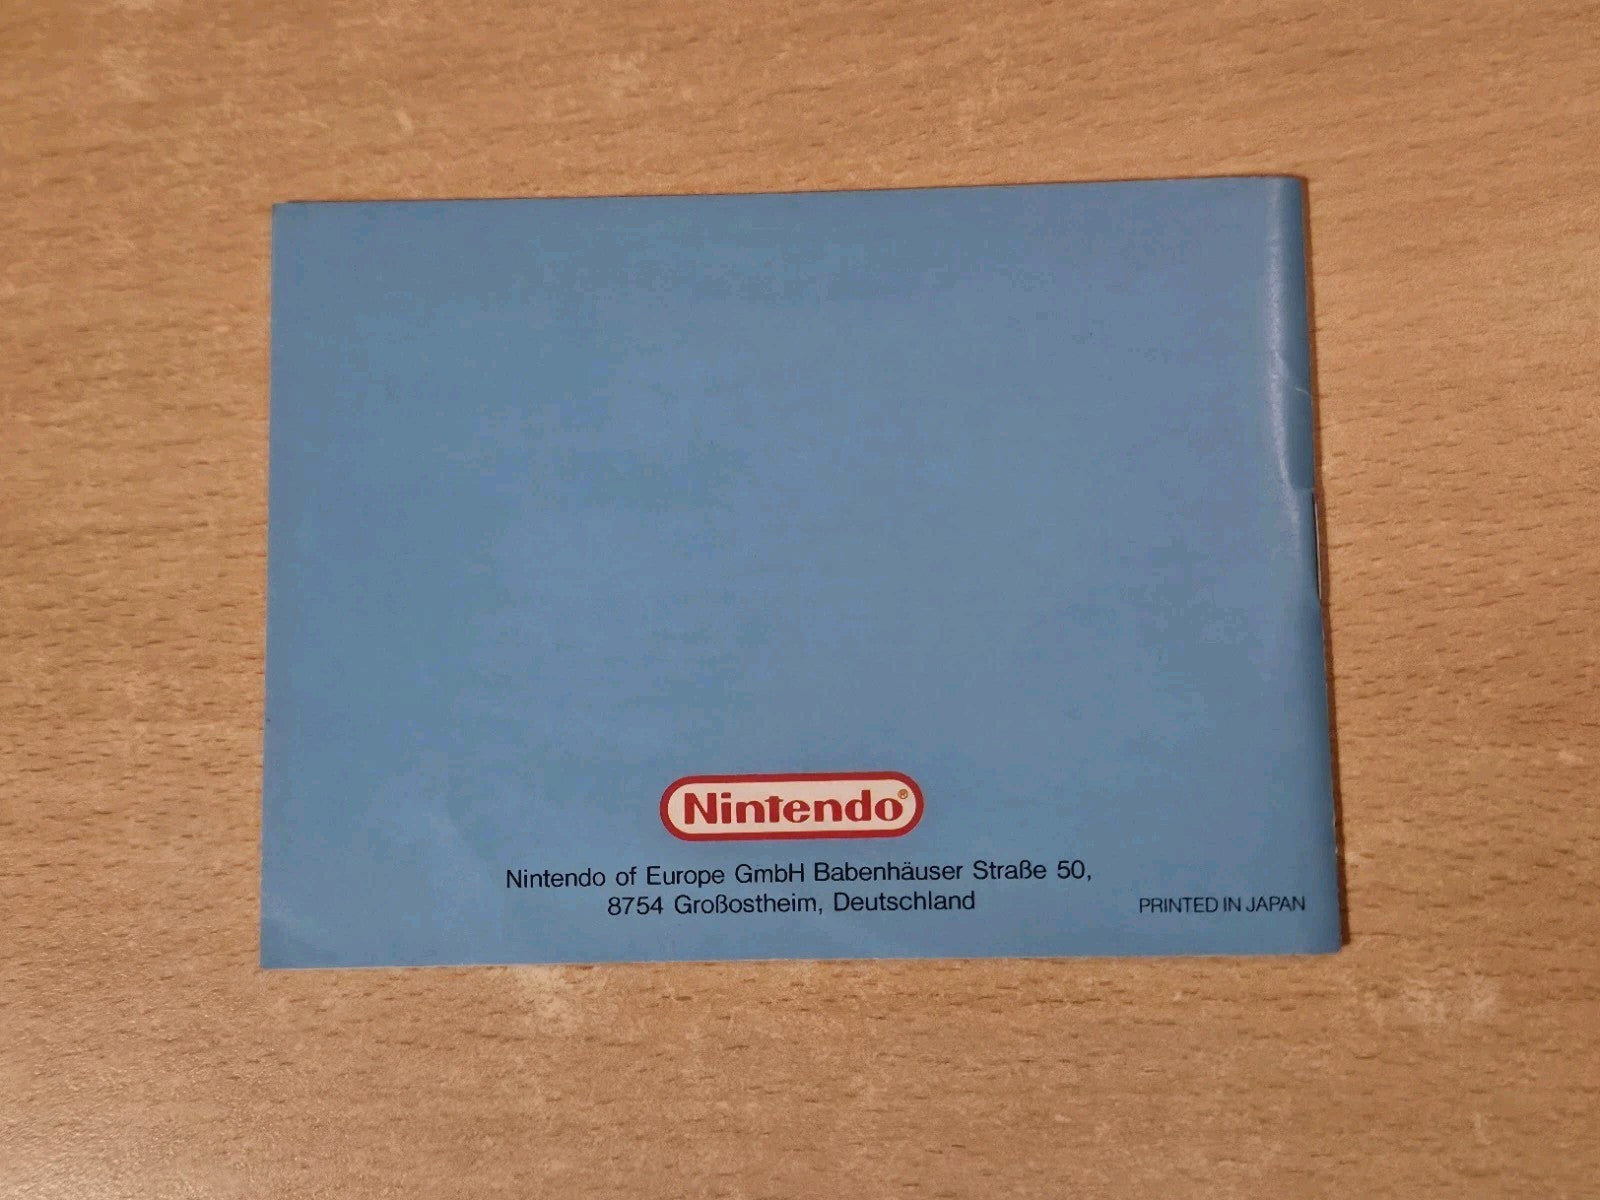 Nintendo®
Nintendo of Europe GmbH Babenhäuser Straße 50,
8754 Großostheim, Deutschland
PRINTED IN JAPAN